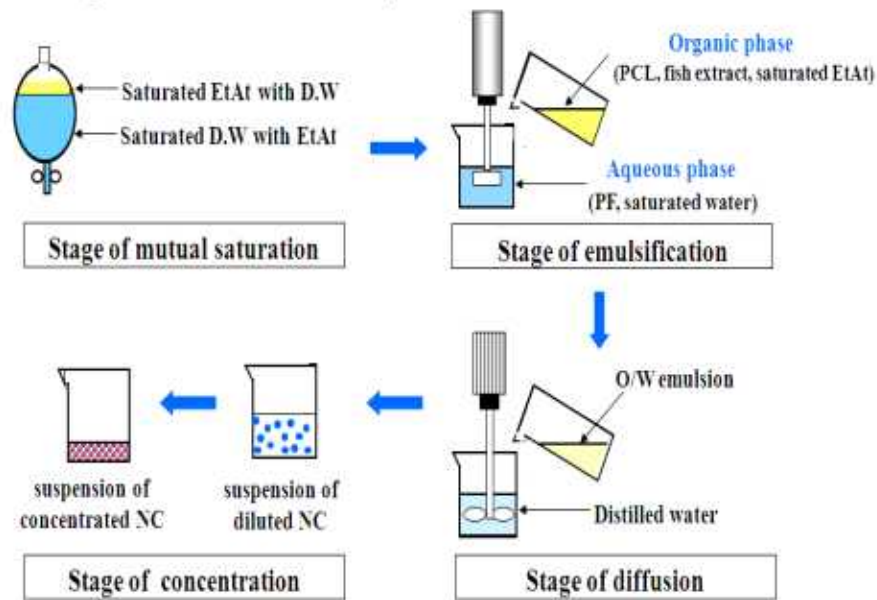 Saturated EtAt with D.W
Saturated D.W with EtAt
Stage of mutual saturation
Organic phase
(PCL, fish extract, saturated EtAt)
Aqueous phase
(PF, saturated water)
Stage of emulsification
O/W emulsion
Distilled water
Stage of diffusion
suspension of
diluted NC
suspension of
concentrated NC
Stage of concentration